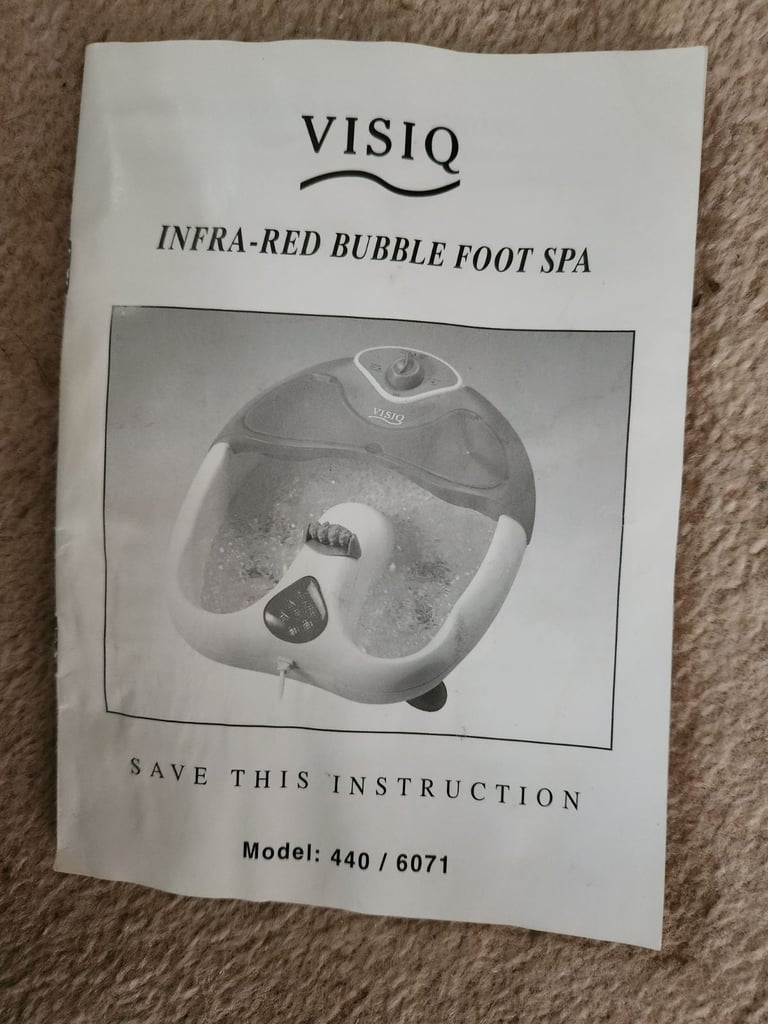 VISIQ
INFRA-RED BUBBLE FOOT SPA
VISIQ
SAVE THIS INSTRUCTION
Model: 440 / 6071